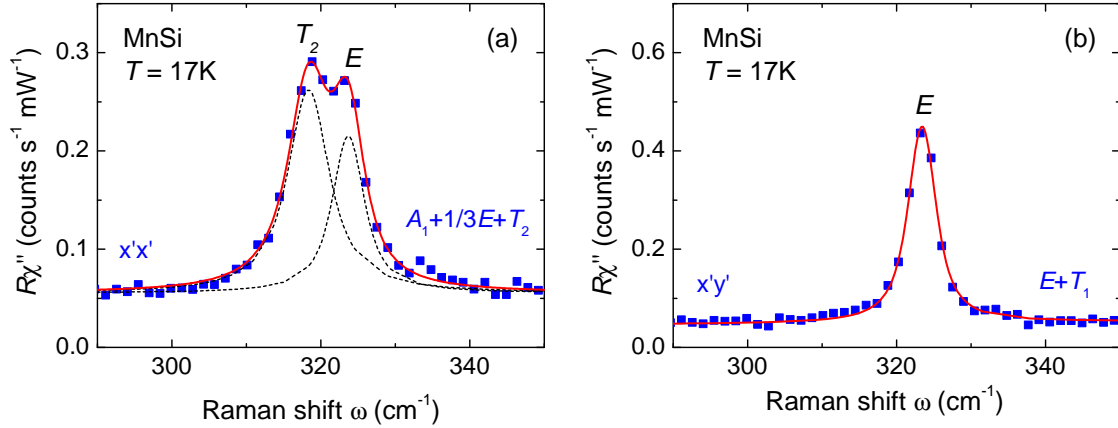 MnSi
T = 17K
T₂
E
(a)
x'x'
A₁+1/3E+T₂
0.3
0.2
0.1
0.0
300
320
340
Rχ'' (counts s⁻¹ mW⁻¹)
Raman shift ω (cm⁻¹)
MnSi
T = 17K
E
(b)
x'y'
E+T₁
0.6
0.4
0.2
0.0
300
320
340
Rχ'' (counts s⁻¹ mW⁻¹)
Raman shift ω (cm⁻¹)